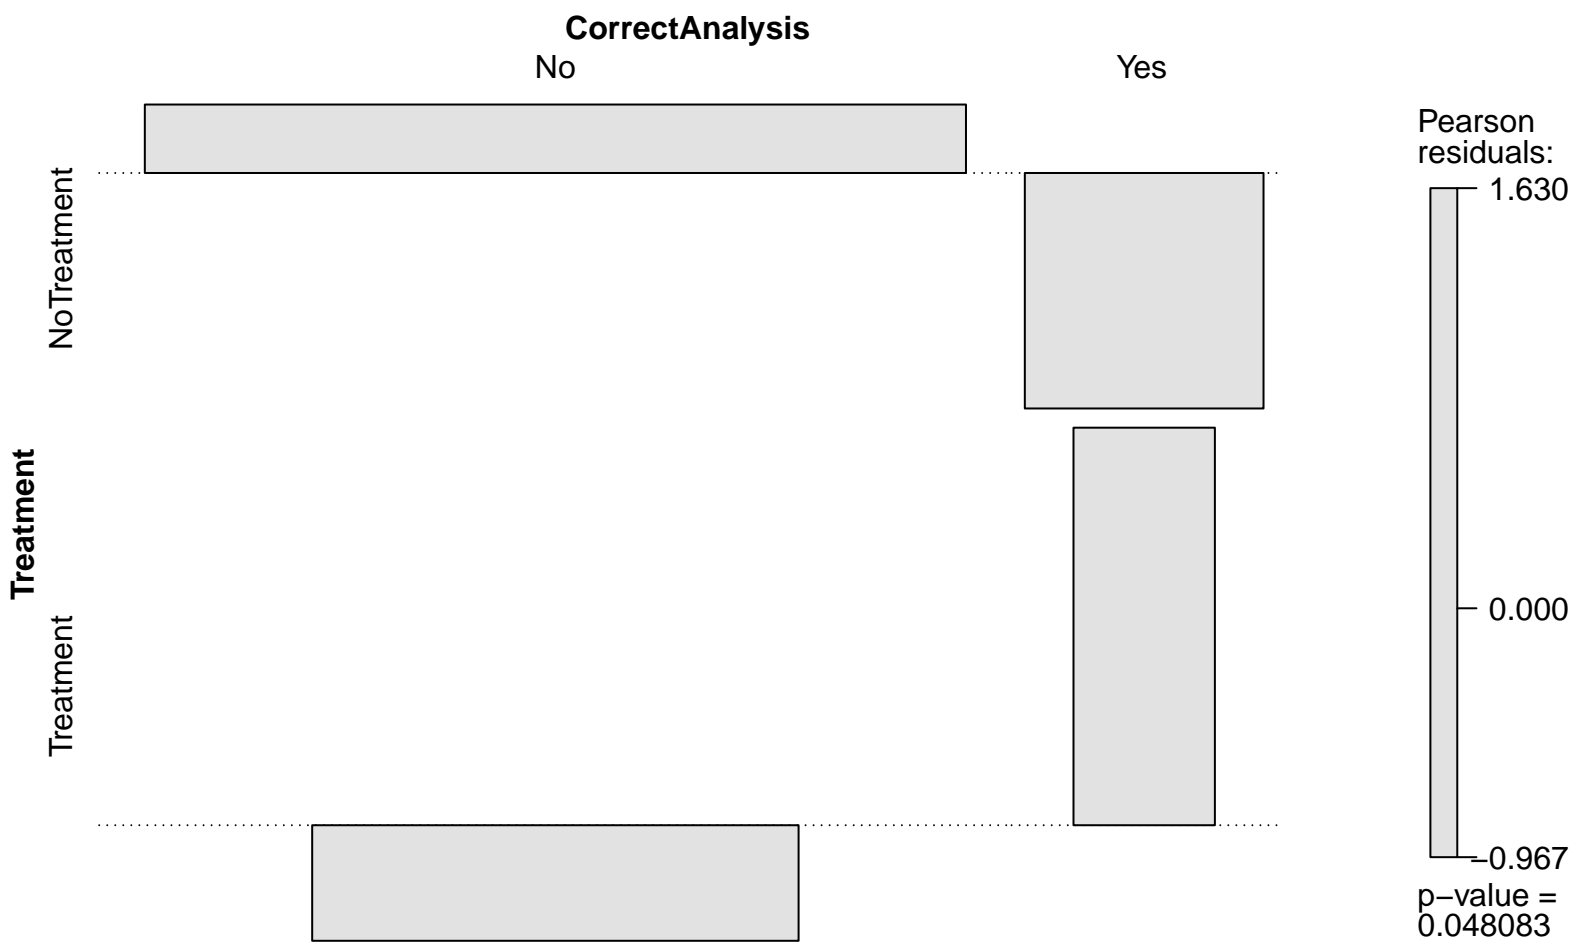 CorrectAnalysis
No Yes
Treatment
NoTreatment
Treatment
Pearson
residuals:
1.630
0.000
−0.967
p−value =
0.048083